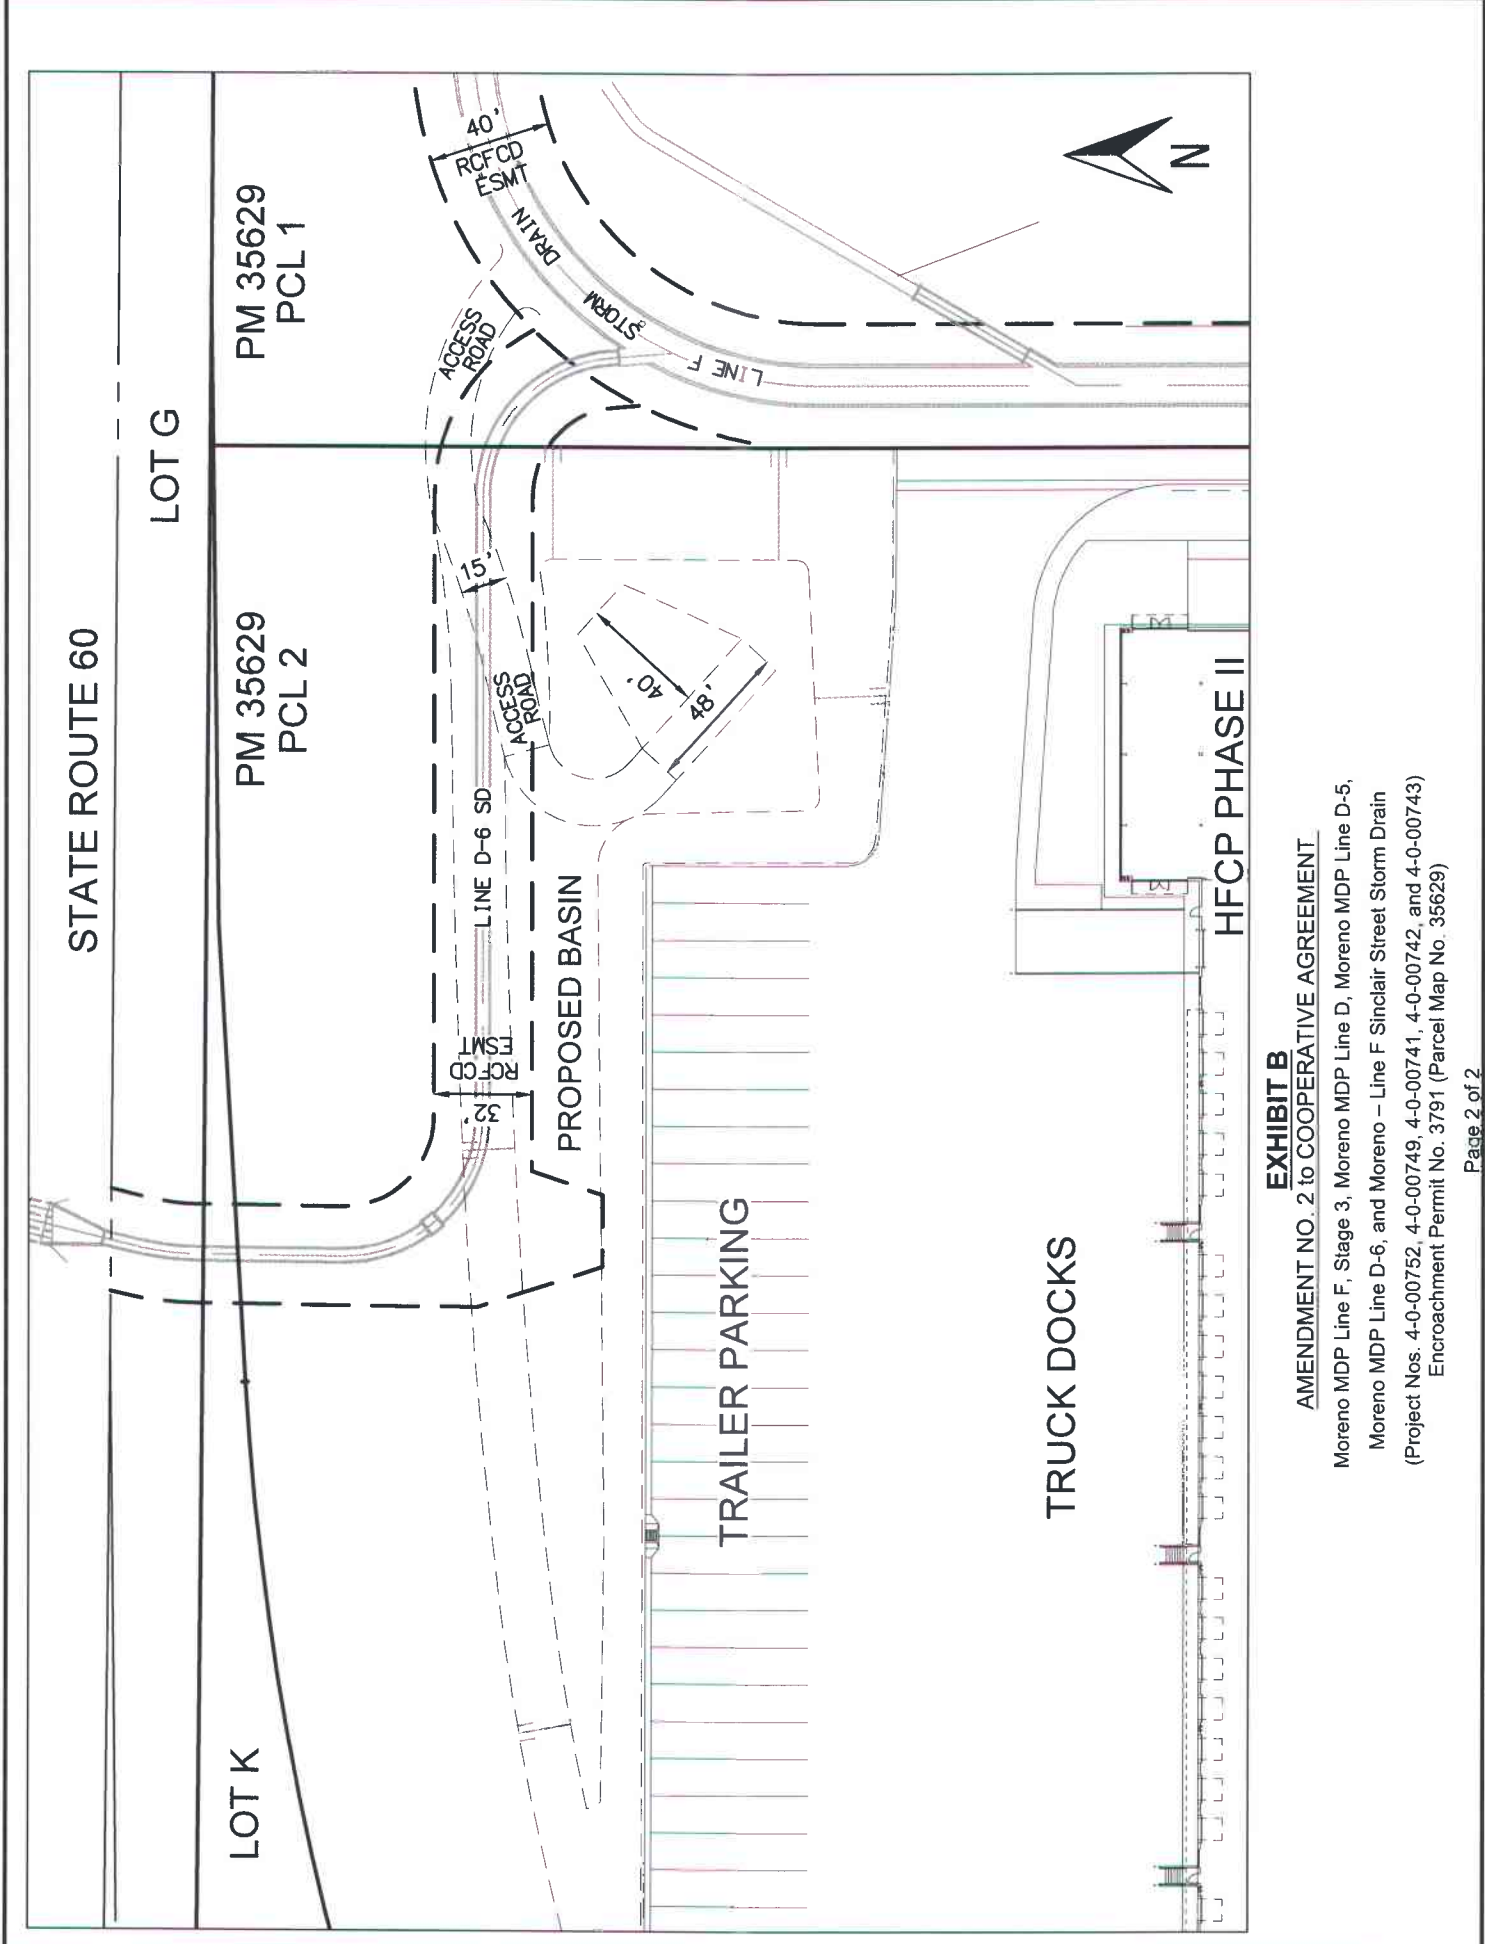 STATE ROUTE 60
LOT G
LOT K
PM 35629
PCL 2
PM 35629
PCL 1
40'
RCFCD
ESMT
ACCESS
ROAD
LINE F STORM DRAIN
15'
ACCESS
ROAD
LINE D-6 SD
32'
RCFCD
ESMT
PROPOSED BASIN
40'
48'
N
TRAILER PARKING
TRUCK DOCKS
HFCP PHASE II
EXHIBIT B
AMENDMENT NO. 2 to COOPERATIVE AGREEMENT
Moreno MDP Line F, Stage 3, Moreno MDP Line D, Moreno MDP Line D-5,
Moreno MDP Line D-6, and Moreno – Line F Sinclair Street Storm Drain
(Project Nos. 4-0-00752, 4-0-00749, 4-0-00741, 4-0-00742, and 4-0-00743)
Encroachment Permit No. 3791 (Parcel Map No. 35629)
Page 2 of 2